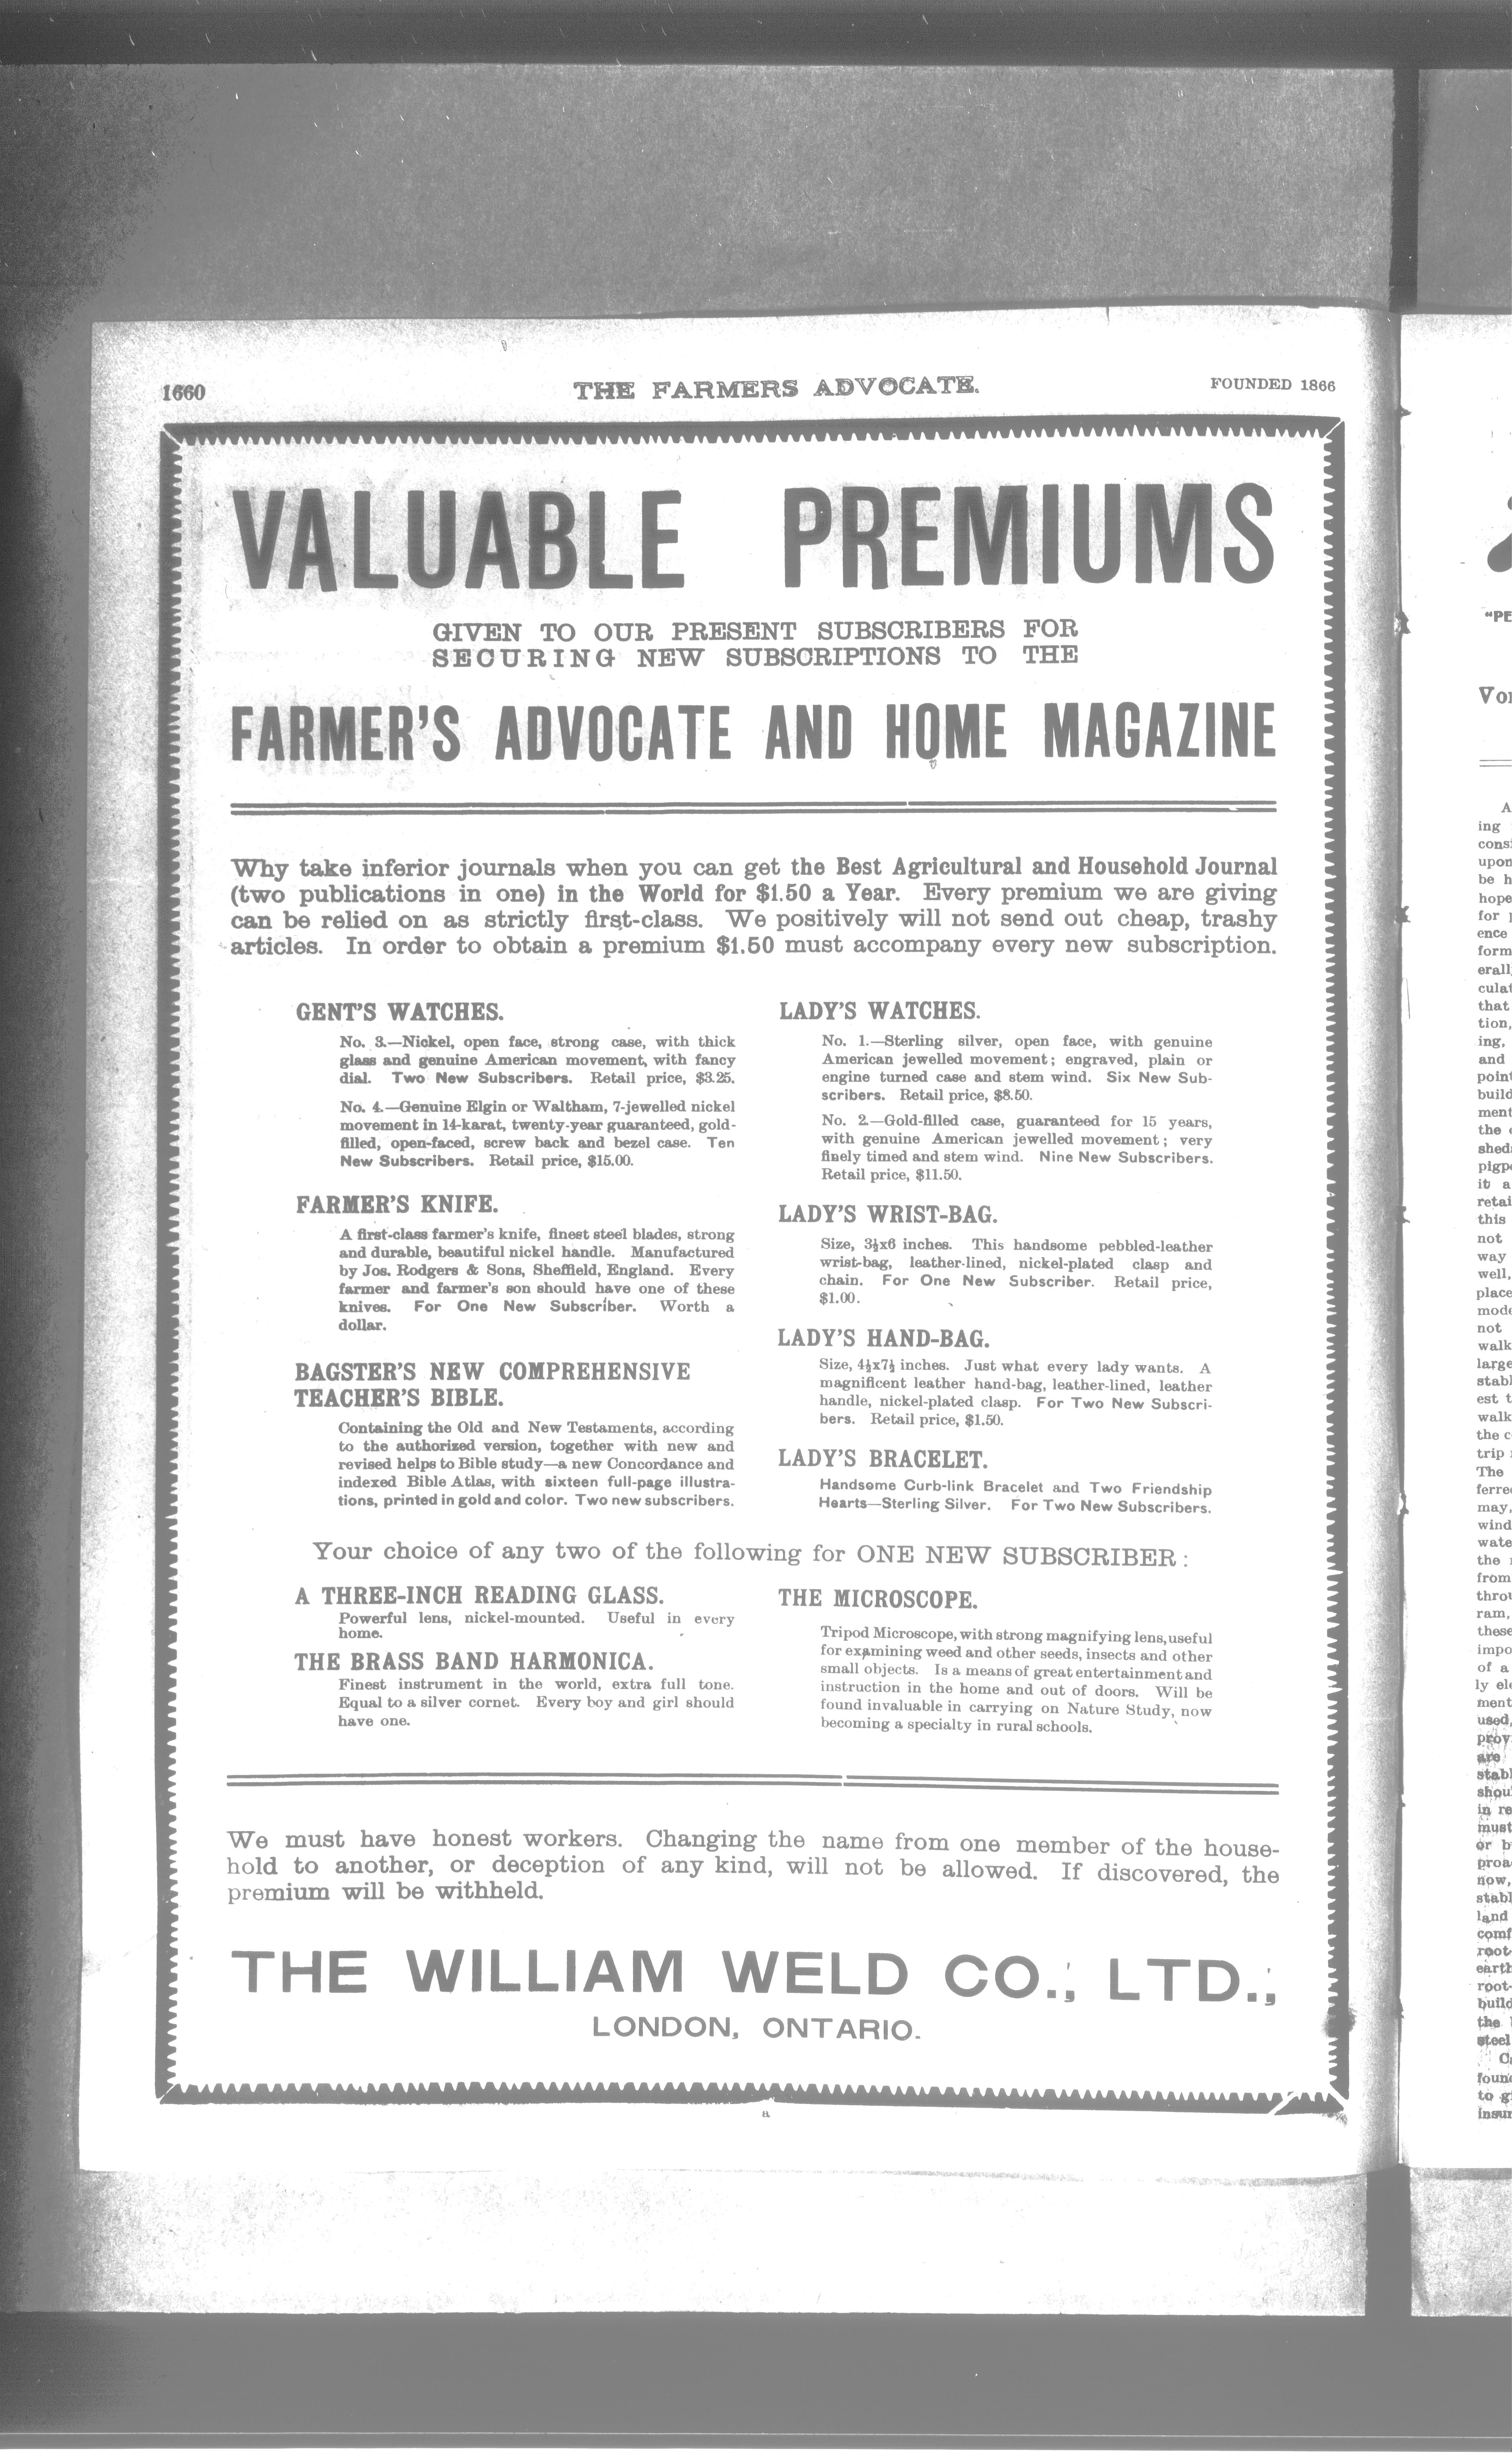 1660
THE FARMERS ADVOCATE.
FOUNDED 1866
VALUABLE PREMIUMS
GIVEN TO OUR PRESENT SUBSCRIBERS FOR
SECURING NEW SUBSCRIPTIONS TO THE
FARMER'S ADVOCATE AND HOME MAGAZINE
Why take inferior journals when you can get the Best Agricultural and Household Journal
(two publications in one) in the World for $1.50 a Year. Every premium we are giving
can be relied on as strictly first-class. We positively will not send out cheap, trashy
articles. In order to obtain a premium $1.50 must accompany every new subscription.
GENT'S WATCHES.
No. 3.—Nickel, open face, strong case, with thick
glass and genuine American movement, with fancy
dial. Two New Subscribers. Retail price, $3.25.
No. 4.—Genuine Elgin or Waltham, 7-jewelled nickel
movement in 14-karat, twenty-year guaranteed, gold-
filled, open-faced, screw back and bezel case. Ten
New Subscribers. Retail price, $15.00.
FARMER'S KNIFE.
A first-class farmer's knife, finest steel blades, strong
and durable, beautiful nickel handle. Manufactured
by Jos. Rodgers & Sons, Sheffield, England. Every
farmer and farmer's son should have one of these
knives. For One New Subscriber. Worth a
dollar.
BAGSTER'S NEW COMPREHENSIVE
TEACHER'S BIBLE.
Containing the Old and New Testaments, according
to the authorized version, together with new and
revised helps to Bible study—a new Concordance and
indexed Bible Atlas, with sixteen full-page illustra-
tions, printed in gold and color. Two new subscribers.
LADY'S WATCHES.
No. 1.—Sterling silver, open face, with genuine
American jewelled movement; engraved, plain or
engine turned case and stem wind. Six New Sub-
scribers. Retail price, $8.50.
No. 2.—Gold-filled case, guaranteed for 15 years,
with genuine American jewelled movement; very
finely timed and stem wind. Nine New Subscribers.
Retail price, $11.50.
LADY'S WRIST-BAG.
Size, 3½x6 inches. This handsome pebbled-leather
wrist-bag, leather-lined, nickel-plated clasp and
chain. For One New Subscriber. Retail price,
$1.00.
LADY'S HAND-BAG.
Size, 4½x7½ inches. Just what every lady wants. A
magnificent leather hand-bag, leather-lined, leather
handle, nickel-plated clasp. For Two New Subscri-
bers. Retail price, $1.50.
LADY'S BRACELET.
Handsome Curb-link Bracelet and Two Friendship
Hearts—Sterling Silver. For Two New Subscribers.
Your choice of any two of the following for ONE NEW SUBSCRIBER:
A THREE-INCH READING GLASS.
Powerful lens, nickel-mounted. Useful in every
home.
THE BRASS BAND HARMONICA.
Finest instrument in the world, extra full tone.
Equal to a silver cornet. Every boy and girl should
have one.
THE MICROSCOPE.
Tripod Microscope, with strong magnifying lens, useful
for examining weed and other seeds, insects and other
small objects. Is a means of great entertainment and
instruction in the home and out of doors. Will be
found invaluable in carrying on Nature Study, now
becoming a specialty in rural schools.
We must have honest workers. Changing the name from one member of the house-
hold to another, or deception of any kind, will not be allowed. If discovered, the
premium will be withheld.
THE WILLIAM WELD CO., LTD.,
LONDON, ONTARIO.